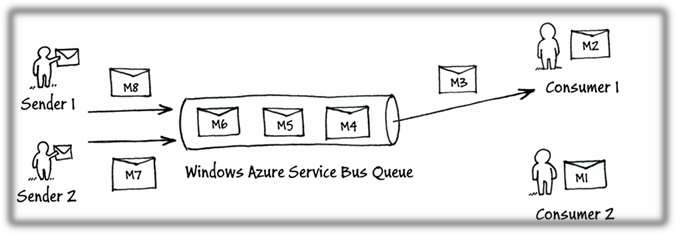 Sender 1
M8
Sender 2
M7
M6
M5
M4
Windows Azure Service Bus Queue
M3
M2
Consumer 1
M1
Consumer 2